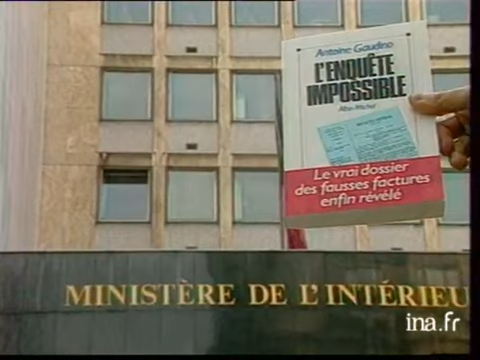 Antoine Gaudino
L'ENQUÊTE
IMPOSSIBLE
Albin Michel
Le vrai dossier
des fausses factures
enfin révélé
MINISTÈRE DE L'INTÉRIEU
ina.fr